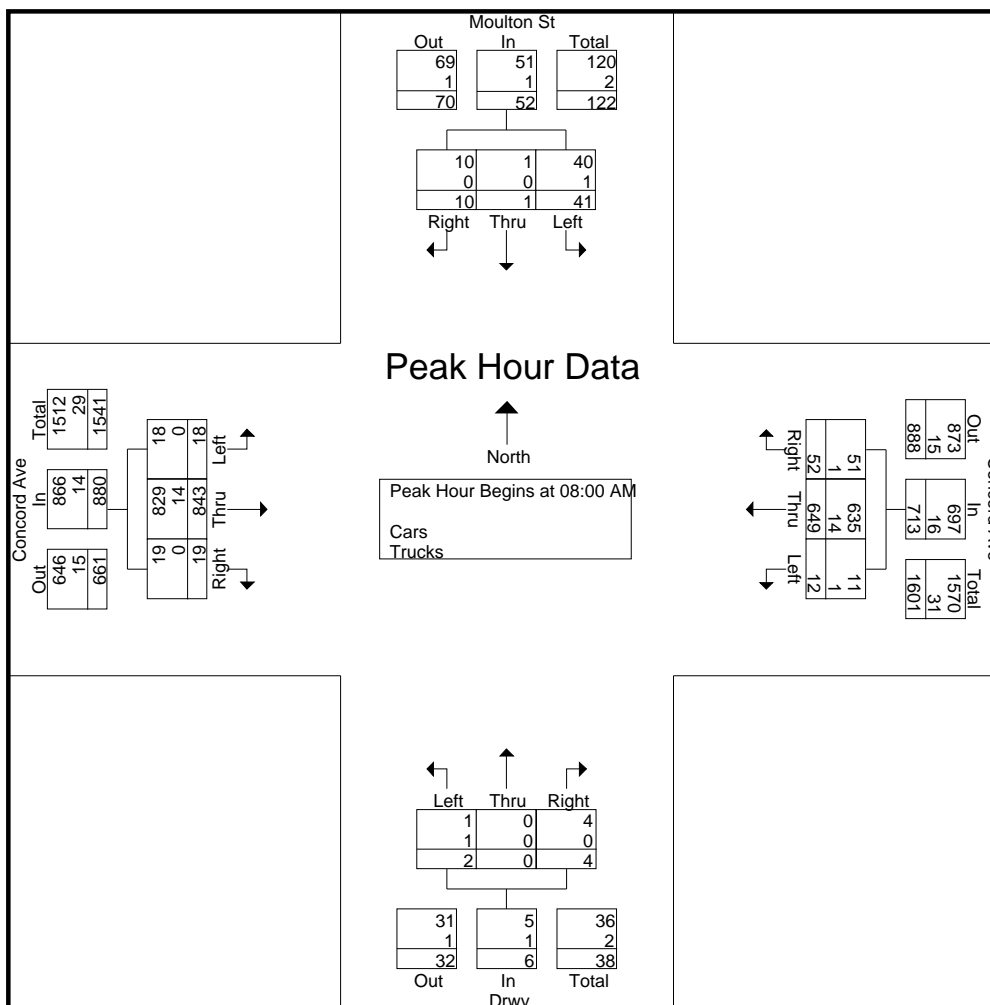 Moulton St
Out In Total
69 51 120
1 1 2
70 52 122
10 1 40
0 0 1
10 1 41
Right Thru Left
Peak Hour Data
North
Peak Hour Begins at 08:00 AM
Cars
Trucks
Concord Ave
Total In Out
1512 866 646
29 14 15
1541 880 661
18 829 19
0 14 0
18 843 19
Left Thru Right
Out In Total
873 697 1570
15 16 31
888 713 1601
51 635 11
1 14 1
52 649 12
Right Thru Left
Left Thru Right
1 0 4
1 0 0
2 0 4
31 5 36
1 1 2
32 6 38
Out In Total
Drwy